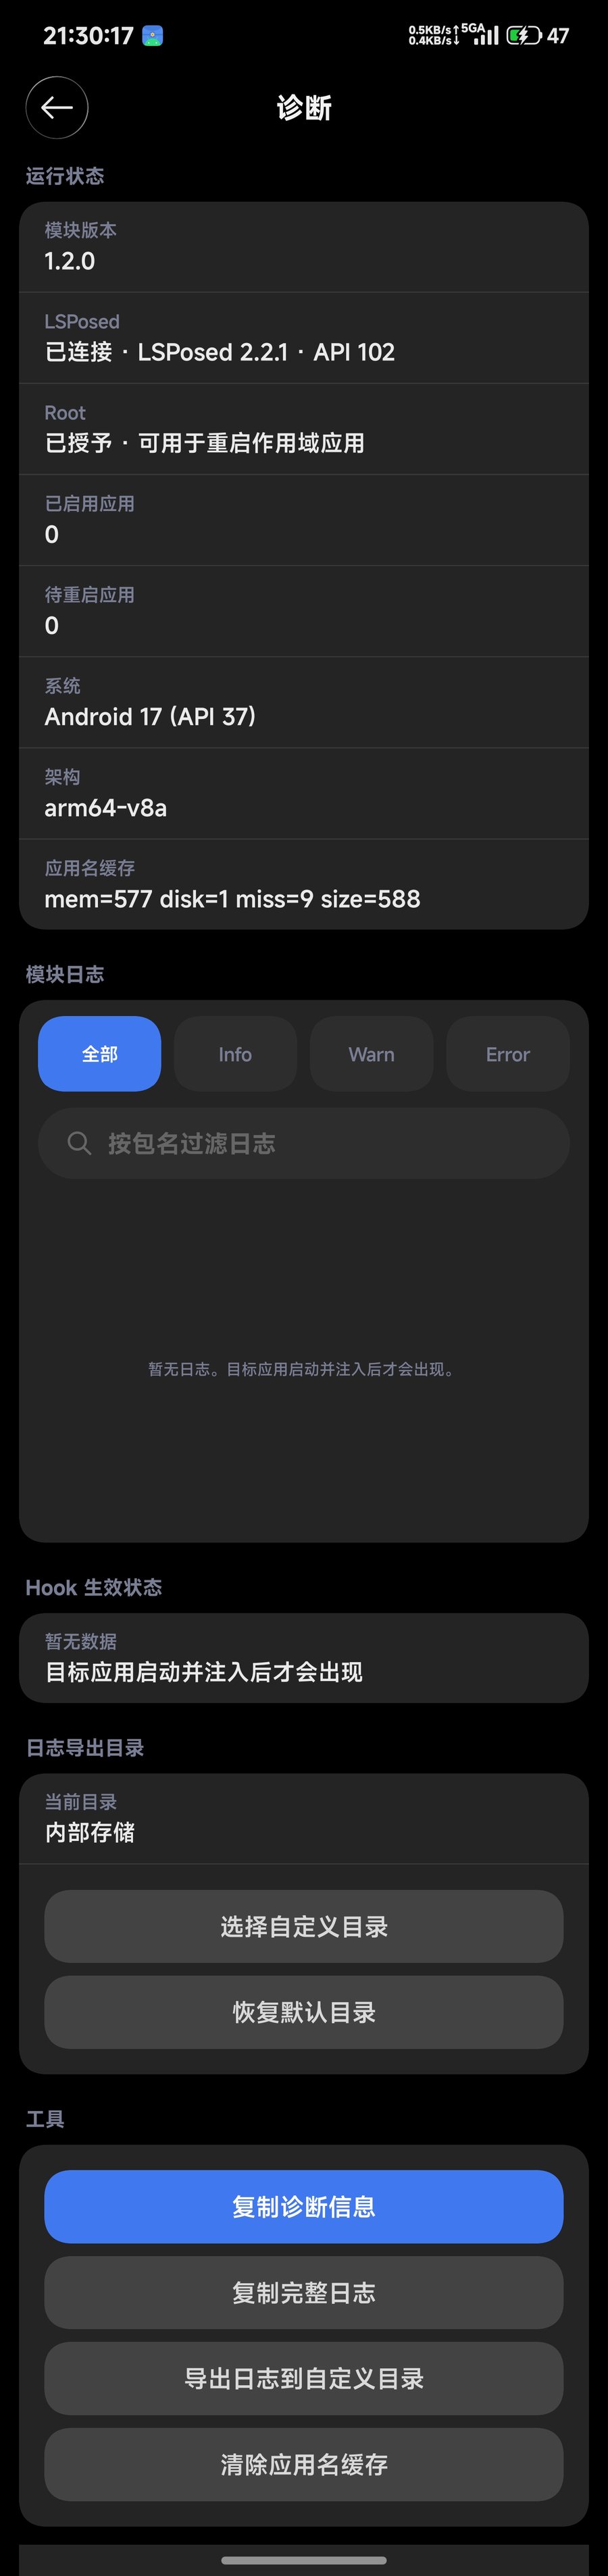 21:30:17
0.5KB/s↑ 5GA
0.4KB/s↓
47
诊断
运行状态
模块版本
1.2.0
LSPosed
已连接 · LSPosed 2.2.1 · API 102
Root
已授予 · 可用于重启作用域应用
已启用应用
0
待重启应用
0
系统
Android 17 (API 37)
架构
arm64-v8a
应用名缓存
mem=577 disk=1 miss=9 size=588
模块日志
全部 Info Warn Error
按包名过滤日志
暂无日志。目标应用启动并注入后才会出现。
Hook 生效状态
暂无数据
目标应用启动并注入后才会出现
日志导出目录
当前目录
内部存储
选择自定义目录
恢复默认目录
工具
复制诊断信息
复制完整日志
导出日志到自定义目录
清除应用名缓存